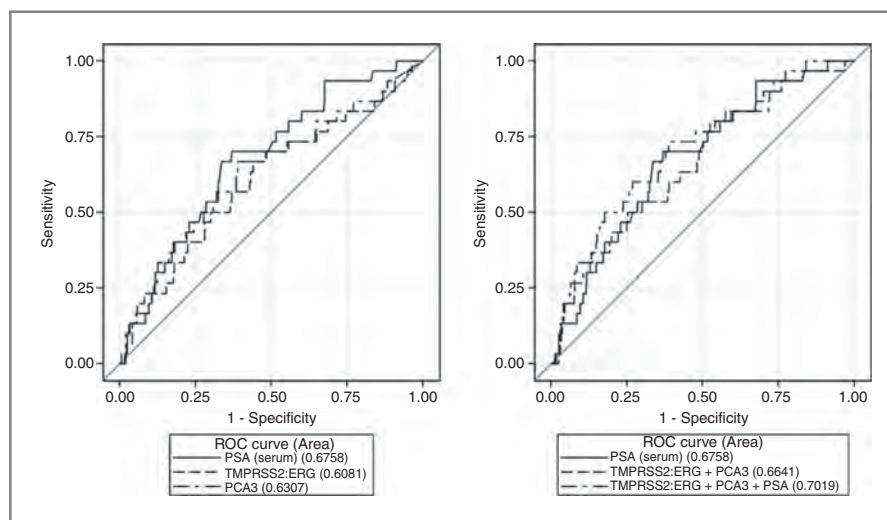 1.00
0.75
0.50
0.25
0.00
Sensitivity
0.00 0.25 0.50 0.75 1.00
1 - Specificity
ROC curve (Area)
PSA (serum) (0.6758)
TMPRSS2:ERG (0.6081)
PCA3 (0.6307)
1.00
0.75
0.50
0.25
0.00
Sensitivity
0.00 0.25 0.50 0.75 1.00
1 - Specificity
ROC curve (Area)
PSA (serum) (0.6758)
TMPRSS2:ERG + PCA3 (0.6641)
TMPRSS2:ERG + PCA3 + PSA (0.7019)